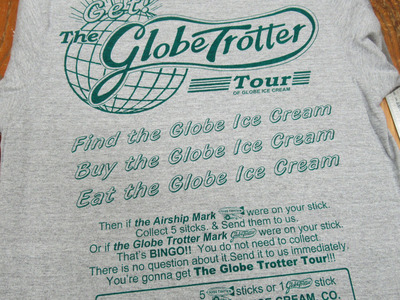 Get!
The Globe Trotter
Tour
OF GLOBE ICE CREAM
Find the Globe Ice Cream
Buy the Globe Ice Cream
Eat the Globe Ice Cream
Then if the Airship Mark were on your stick.
Collect 5 sitcks. & Send them to us.
Or if the Globe Trotter Mark were on your stick.
That's BINGO!! You do not need to collect.
There is no question about it.Send it to us immediately.
You're gonna get The Globe Trotter Tour!!!
5 sticks or 1 stick
ICE CREAM, CO.